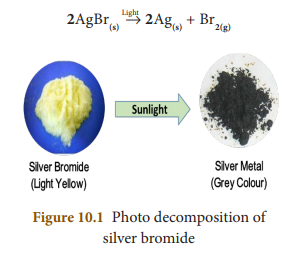 2AgBr(s) Light→ 2Ag(s) + Br2(g)
Sunlight
Silver Bromide
(Light Yellow)
Silver Metal
(Grey Colour)
Figure 10.1 Photo decomposition of
silver bromide